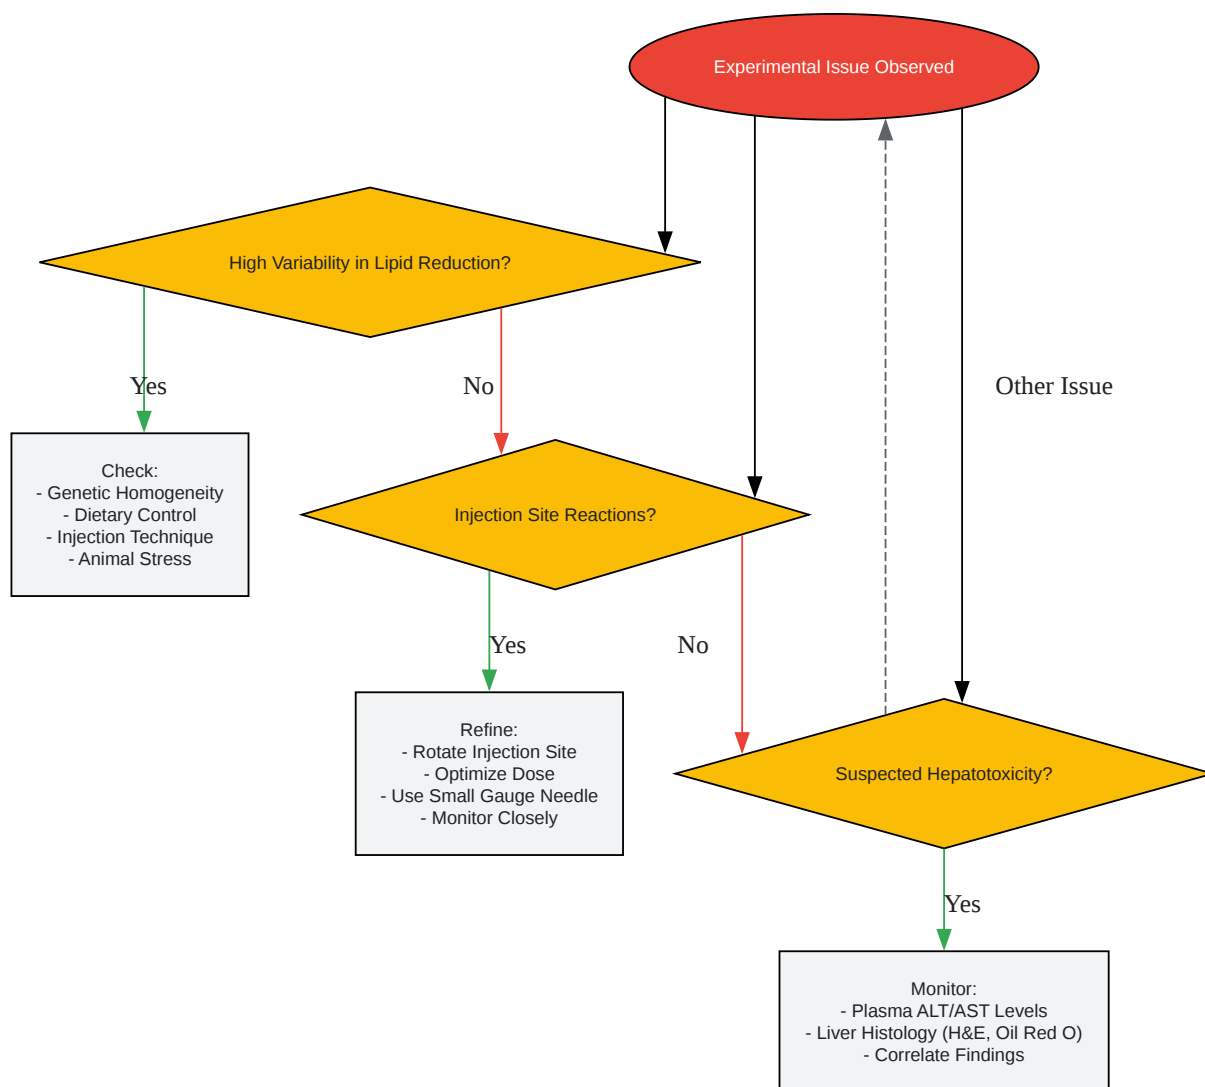 Experimental Issue Observed
High Variability in Lipid Reduction?
Yes
No
Other Issue
Check:
- Genetic Homogeneity
- Dietary Control
- Injection Technique
- Animal Stress
Injection Site Reactions?
Yes
No
Refine:
- Rotate Injection Site
- Optimize Dose
- Use Small Gauge Needle
- Monitor Closely
Suspected Hepatotoxicity?
Yes
Monitor:
- Plasma ALT/AST Levels
- Liver Histology (H&E, Oil Red O)
- Correlate Findings